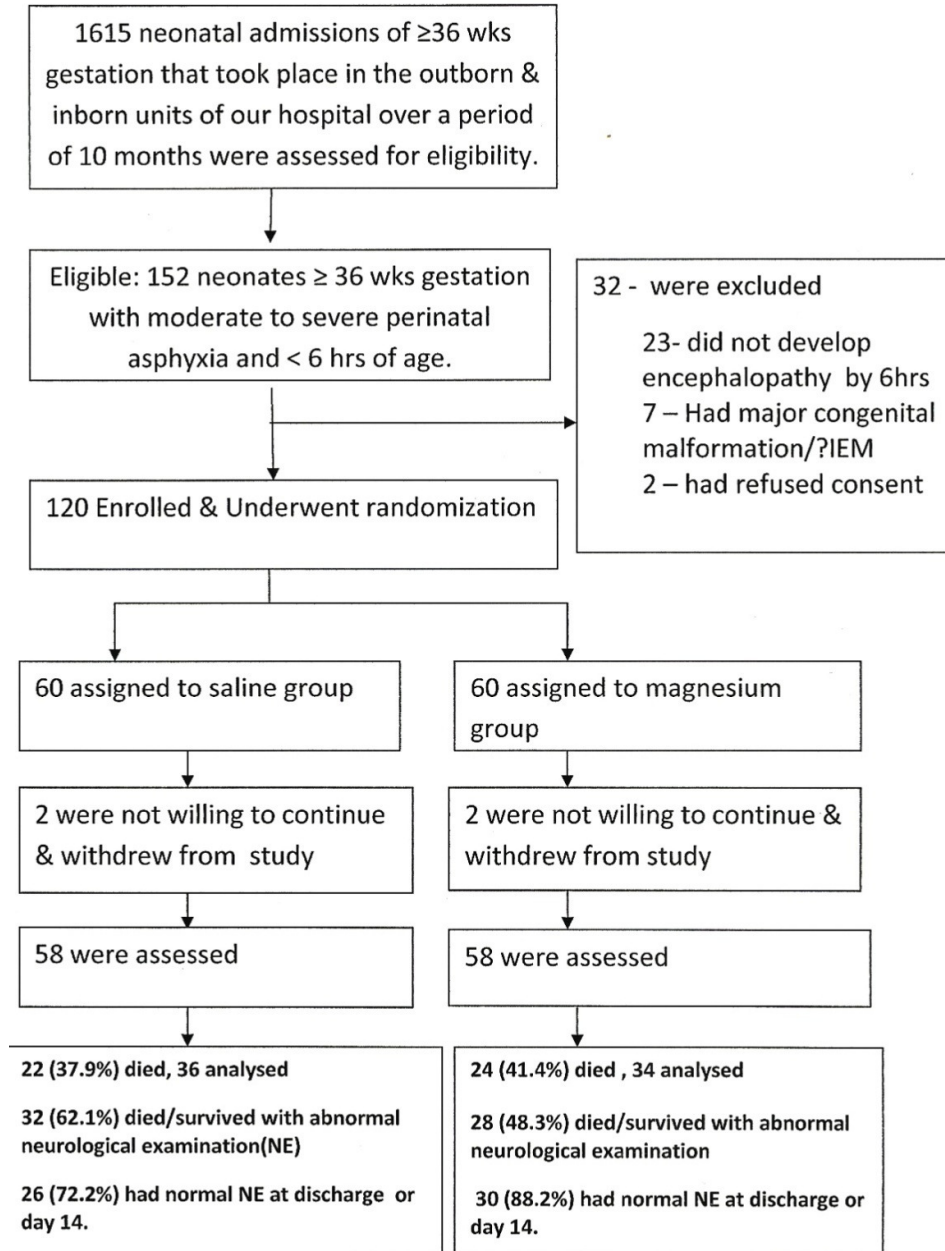 1615 neonatal admissions of ≥36 wks
gestation that took place in the outborn &
inborn units of our hospital over a period
of 10 months were assessed for eligibility.
Eligible: 152 neonates ≥ 36 wks gestation
with moderate to severe perinatal
asphyxia and < 6 hrs of age.
32 - were excluded
23- did not develop
encephalopathy by 6hrs
7 – Had major congenital
malformation/?IEM
2 – had refused consent
120 Enrolled & Underwent randomization
60 assigned to saline group
60 assigned to magnesium
group
2 were not willing to continue
& withdrew from study
2 were not willing to continue &
withdrew from study
58 were assessed
58 were assessed
22 (37.9%) died, 36 analysed
32 (62.1%) died/survived with abnormal
neurological examination(NE)
26 (72.2%) had normal NE at discharge or
day 14.
24 (41.4%) died , 34 analysed
28 (48.3%) died/survived with abnormal
neurological examination
30 (88.2%) had normal NE at discharge or
day 14.